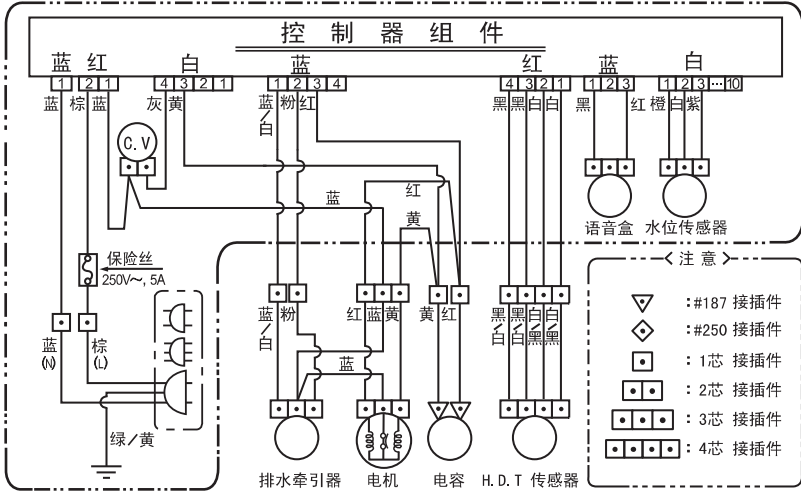 控制器组件
蓝 红 白 蓝 红 蓝 白
1 2 1 4 3 2 1 1 2 3 4 4 3 2 1 1 2 3 1 2 3 ··· 10
蓝 棕 蓝 灰 黄 蓝/白 粉 红 黑 黑 白 白 黑 红 橙 白 紫
C.V
蓝
红
黄
语音盒 水位传感器
保险丝
250V~, 5A
蓝
(N)
棕
(L)
绿/黄
蓝/白 粉 红 蓝 黄 黄 红 黑/白 黑/白 白/黑 白/黑
蓝
排水牵引器 电机 电容 H.D.T 传感器
注意
:#187 接插件
:#250 接插件
:1芯 接插件
:2芯 接插件
:3芯 接插件
:4芯 接插件